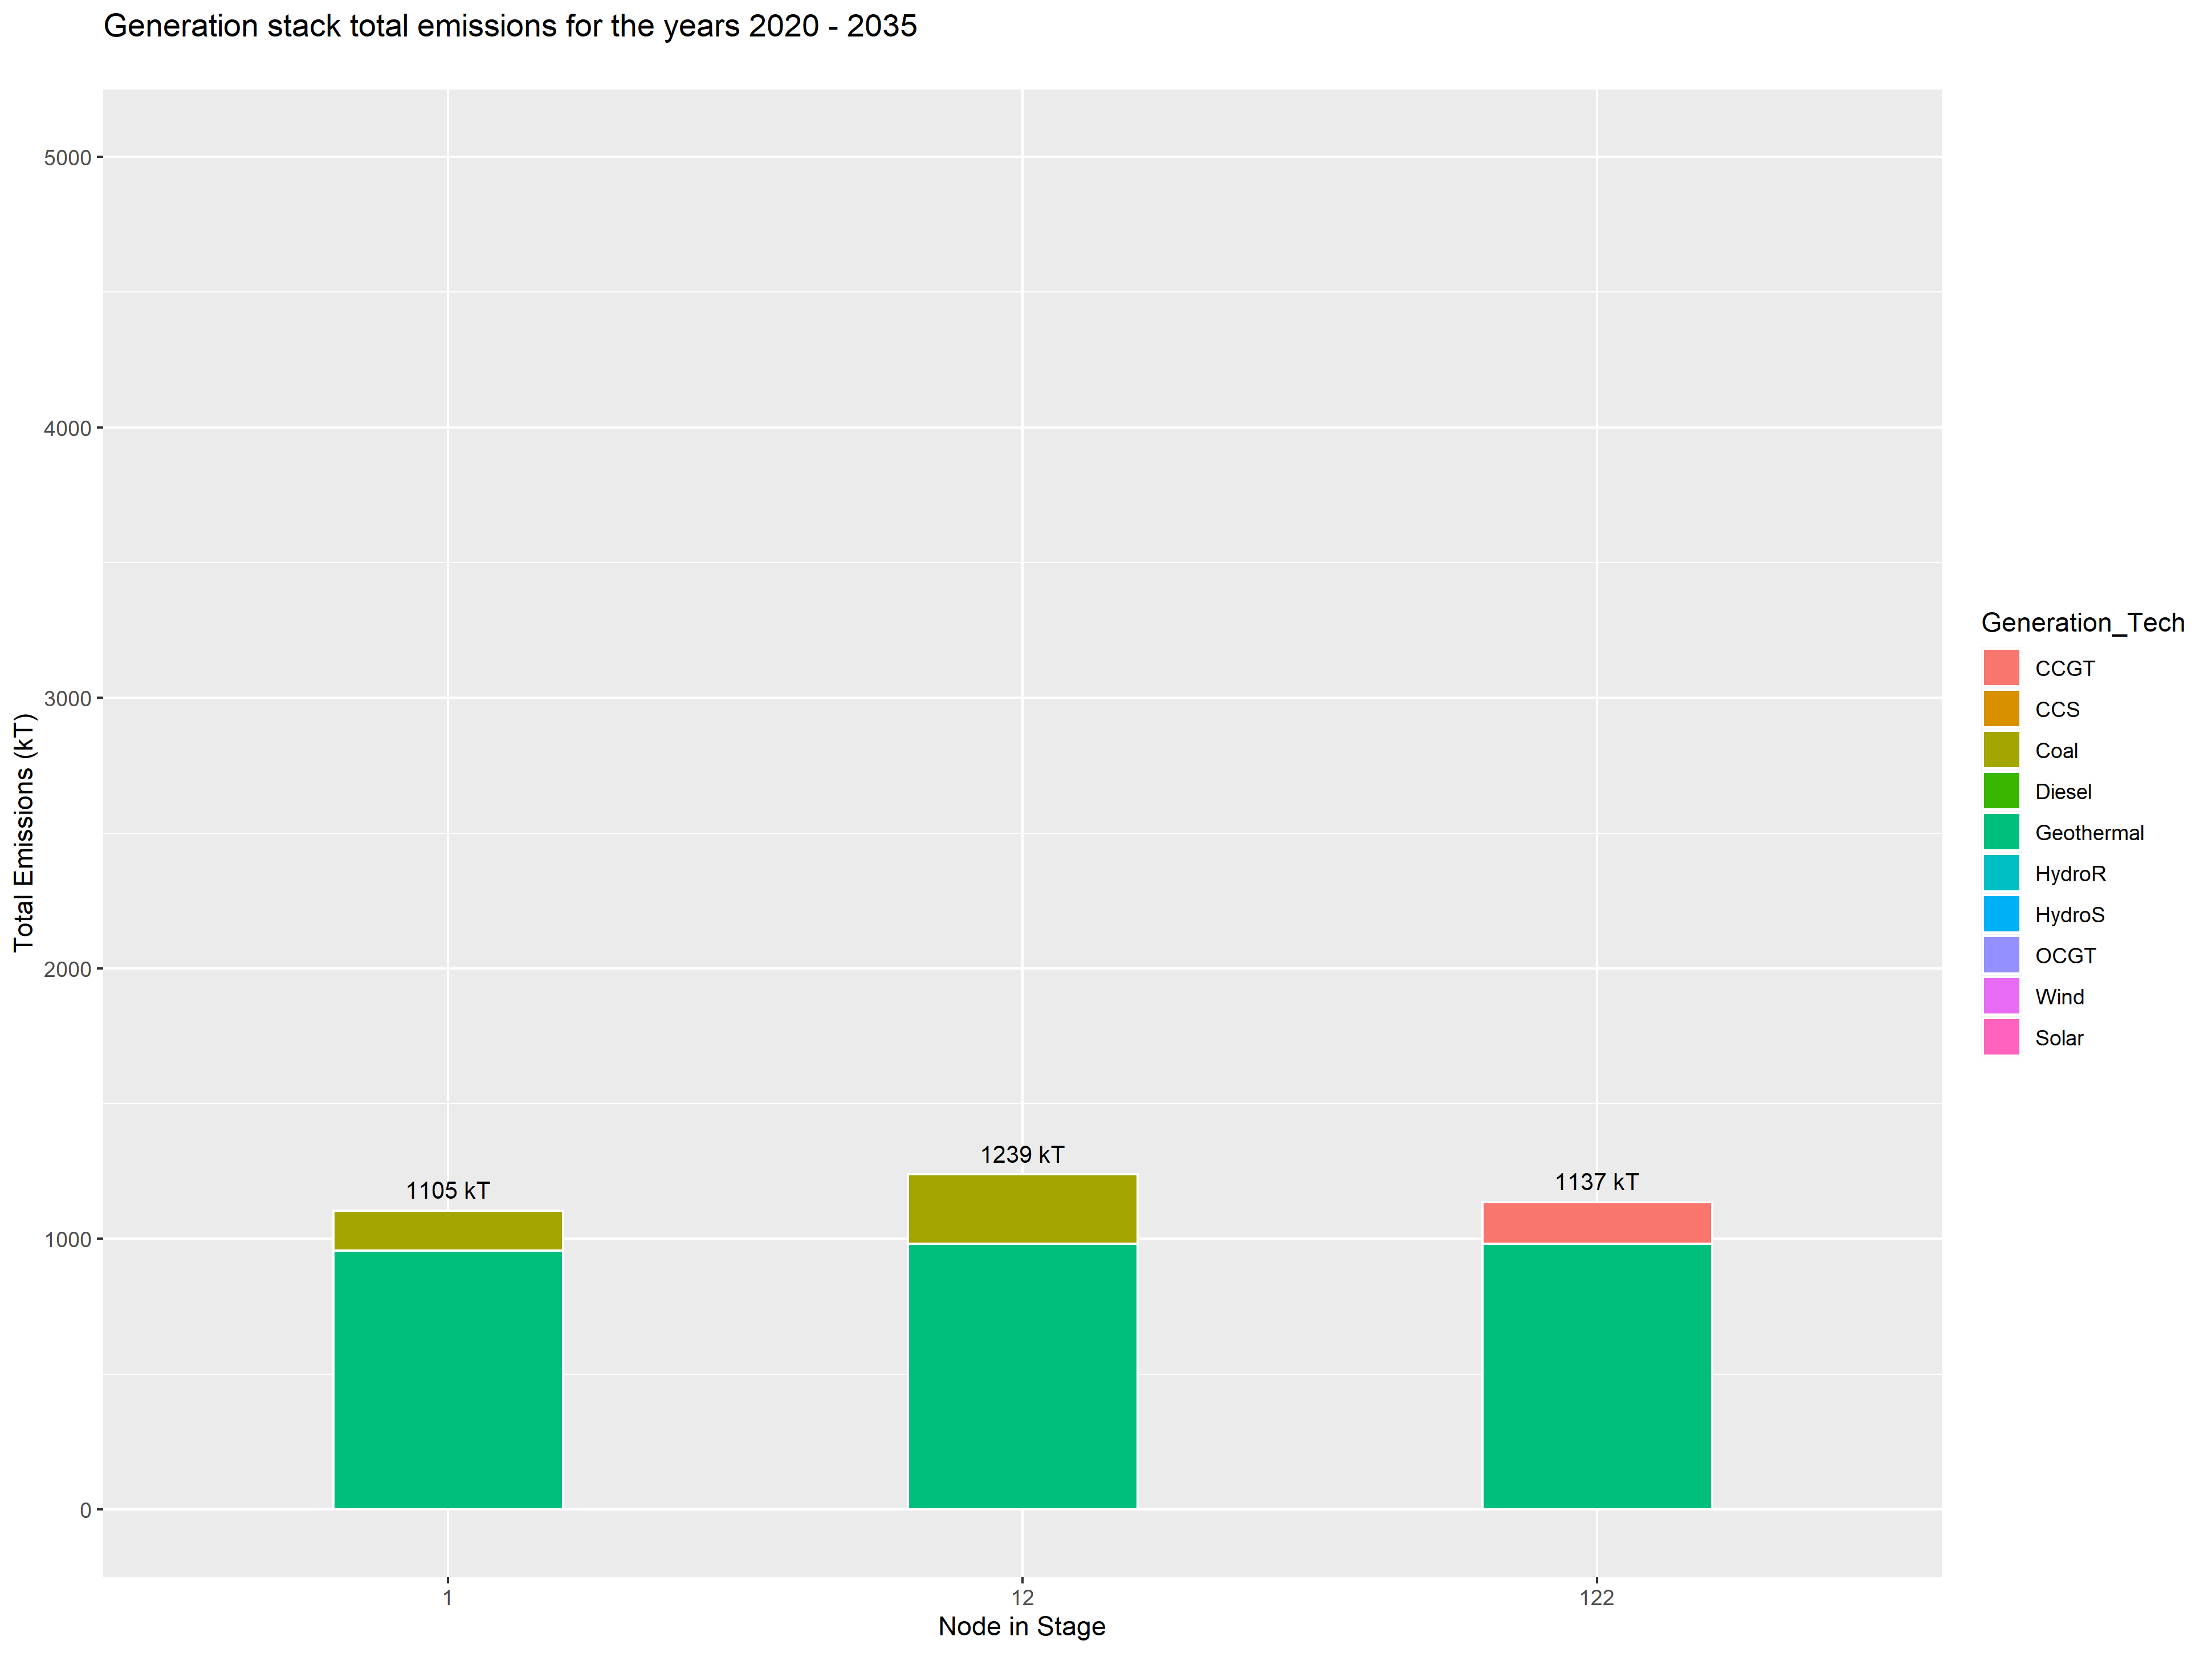 Generation stack total emissions for the years 2020 - 2035
Total Emissions (kT)
5000
4000
3000
2000
1000
0
1105 kT
1239 kT
1137 kT
1
12
122
Node in Stage
Generation_Tech
CCGT
CCS
Coal
Diesel
Geothermal
HydroR
HydroS
OCGT
Wind
Solar